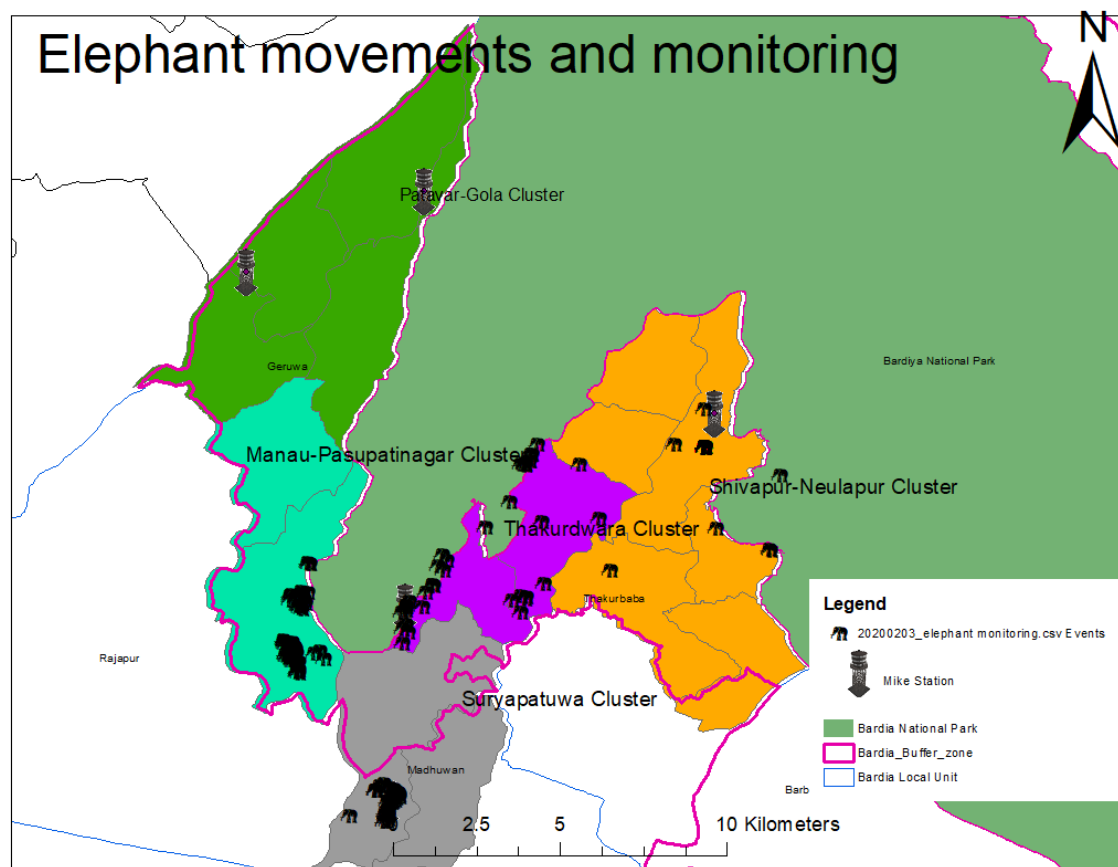 Elephant movements and monitoring
N
Patavar-Gola Cluster
Geruwa
Bardiya National Park
Manau-Pasupatinagar Cluster
Shivapur-Neulapur Cluster
Thakurdwara Cluster
Thakurbaba
Rajapur
Suryapatuwa Cluster
Madhuwan
Barb
0 2.5 5 10 Kilometers
Legend
20200203_elephant monitoring.csv Events
Mike Station
Bardia National Park
Bardia_Buffer_zone
Bardia Local Unit